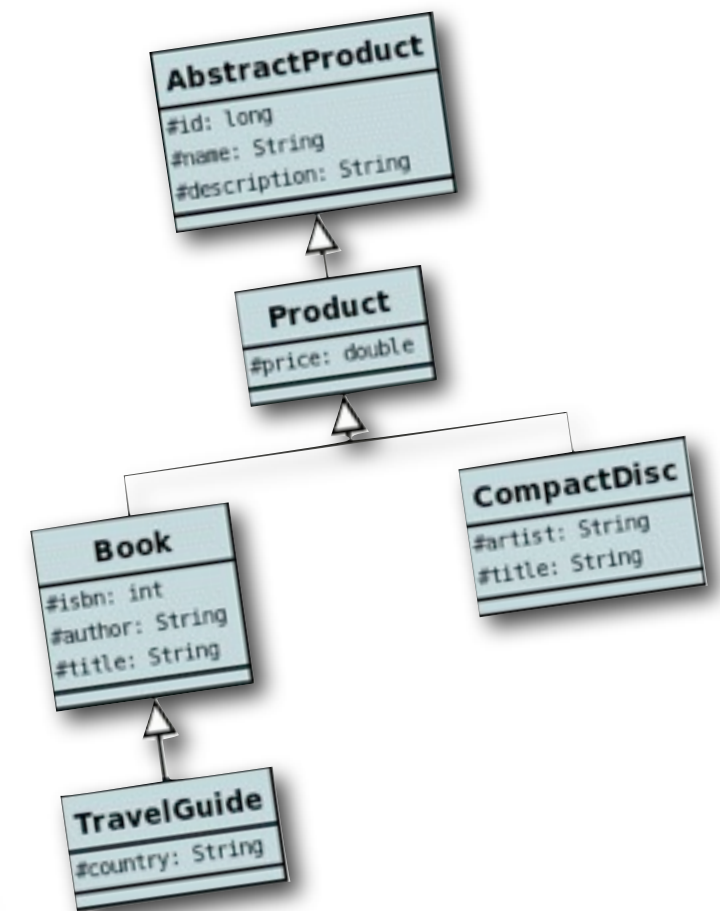 AbstractProduct
#id: long
#name: String
#description: String
Product
#price: double
Book
#isbn: int
#author: String
#title: String
CompactDisc
#artist: String
#title: String
TravelGuide
#country: String